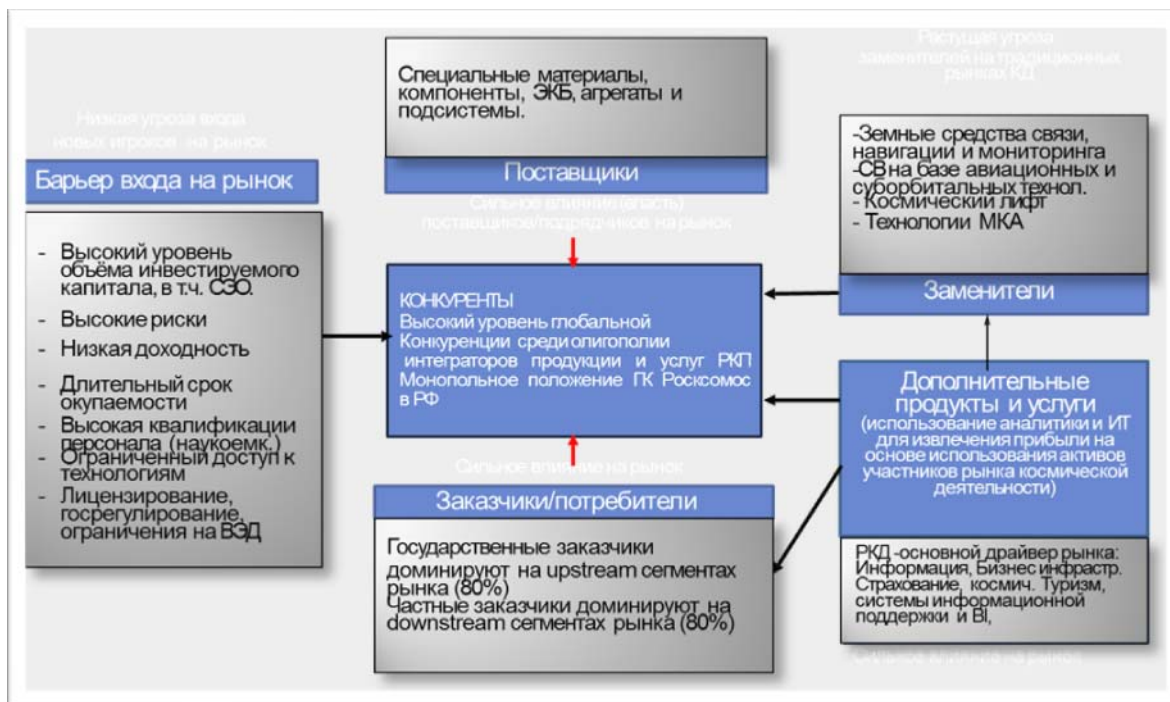 Низкая угроза входа
новых игроков на рынок
Барьер входа на рынок
- Высокий уровень
объёма инвестируемого
капитала, в т.ч. СЗО.
- Высокие риски
- Низкая доходность
- Длительный срок
окупаемости
- Высокая квалификации
персонала (наукоемк.)
- Ограниченный доступ к
технологиям
- Лицензирование,
госрегулирование,
ограничения на ВЭД
Специальные материалы,
компоненты, ЭКБ, агрегаты и
подсистемы.
Поставщики
Сильное влияние (власть)
поставщиков/подрядчиков на рынок
КОНКУРЕНТЫ
Высокий уровень глобальной
Конкуренции среди олигополии
интеграторов продукции и услуг РКП
Монопольное положение ГК Росксомос
в РФ
Сильное влияние на рынок
Заказчики/потребители
Государственные заказчики
доминируют на upstream сегментах
рынка (80%)
Частные заказчики доминируют на
downstream сегментах рынка (80%)
Растущая угроза
заменителей на традиционных
рынках КД
-Земные средства связи,
навигации и мониторинга
-СВ на базе авиационных и
суборбитальных технол.
- Космический лифт
- Технологии МКА
Заменители
Дополнительные
продукты и услуги
(использование аналитики и ИТ
для извлечения прибыли на
основе использования активов
участников рынка космической
деятельности)
РКД -основной драйвер рынка:
Информация, Бизнес инфрастр.
Страхование, космич. Туризм,
системы информационной
поддержки и BI,
Сильное влияние на рынок